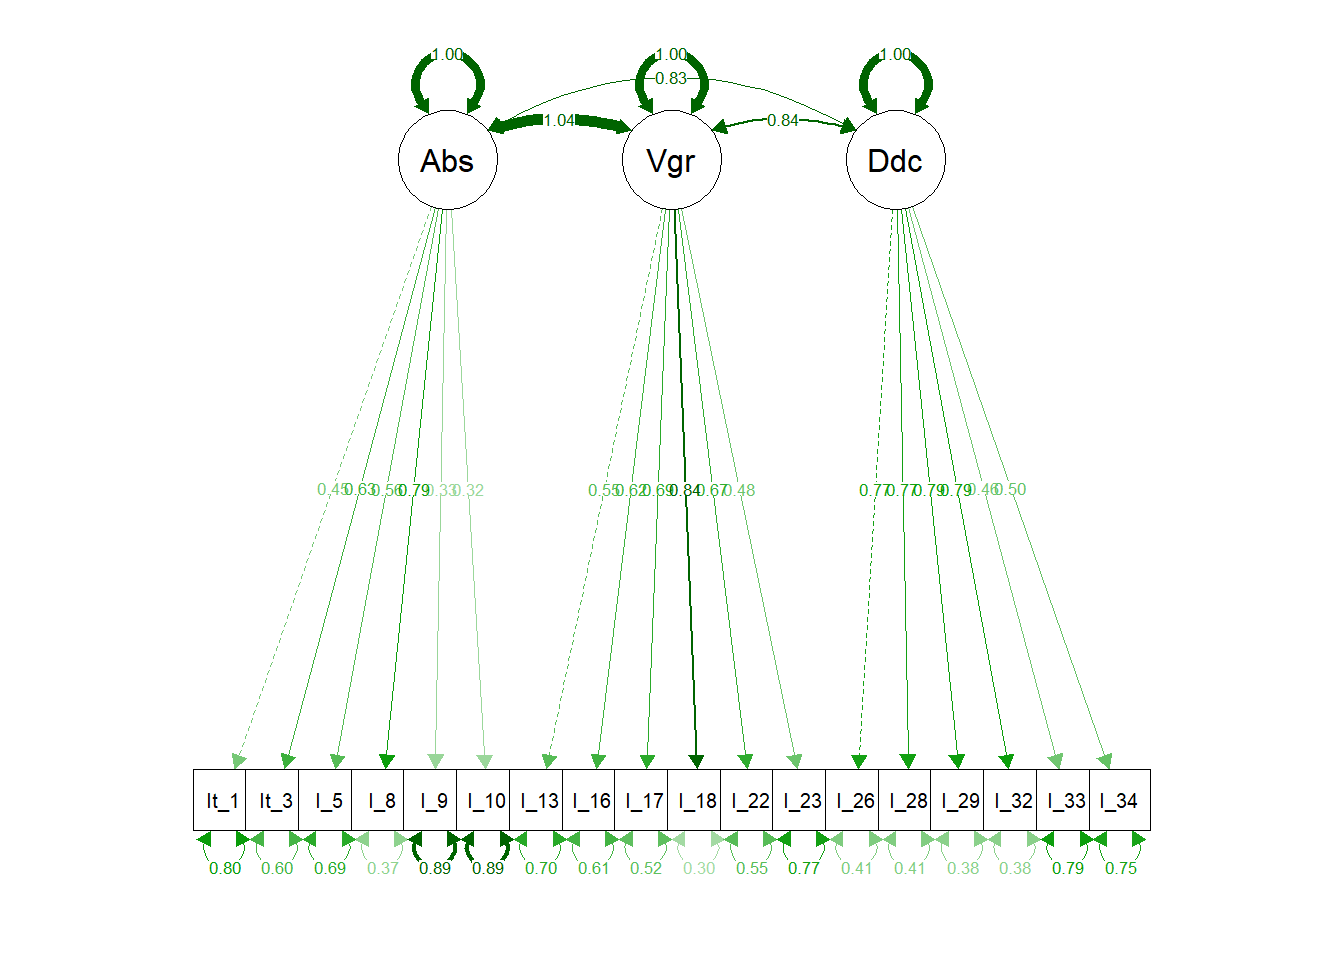 1.00 1.00 1.00
0.83
1.04 0.84
Abs Vgr Ddc
0.45 0.63 0.56 0.79 0.33 0.32 0.55 0.62 0.69 0.84 0.67 0.48 0.77 0.77 0.79 0.79 0.46 0.50
It_1 It_3 I_5 I_8 I_9 I_10 I_13 I_16 I_17 I_18 I_22 I_23 I_26 I_28 I_29 I_32 I_33 I_34
0.80 0.60 0.69 0.37 0.89 0.89 0.70 0.61 0.52 0.30 0.55 0.77 0.41 0.41 0.38 0.38 0.79 0.75